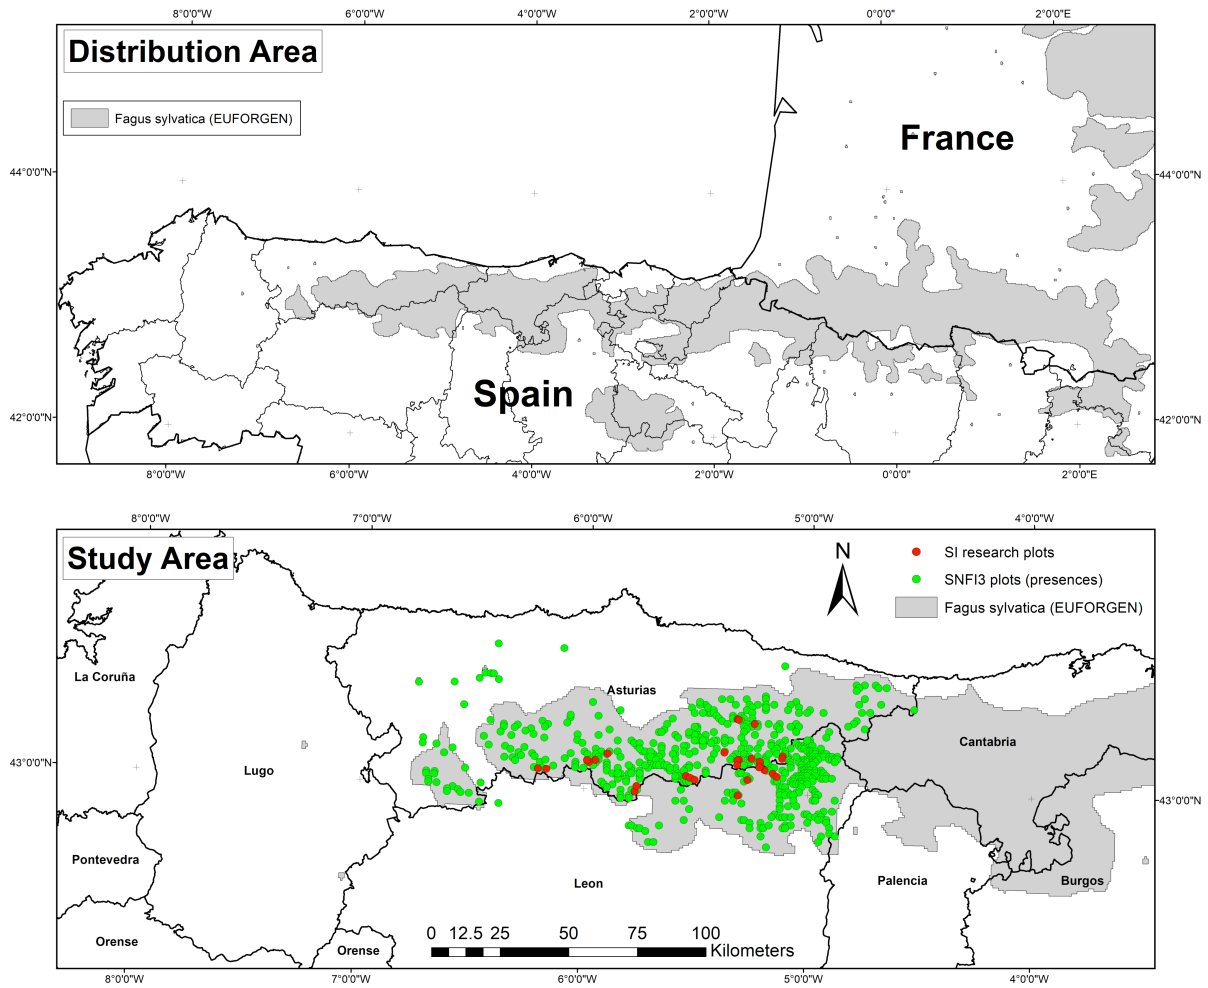 8°0'0"W 6°0'0"W 4°0'0"W 2°0'0"W 0°0'0" 2°0'0"E
Distribution Area
Fagus sylvatica (EUFORGEN)
France
44°0'0"N 44°0'0"N
Spain
42°0'0"N 42°0'0"N
8°0'0"W 6°0'0"W 4°0'0"W 2°0'0"W 0°0'0" 2°0'0"E
8°0'0"W 7°0'0"W 6°0'0"W 5°0'0"W 4°0'0"W
Study Area
N
SI research plots
SNFI3 plots (presences)
Fagus sylvatica (EUFORGEN)
La Coruña
Asturias
Cantabria
43°0'0"N
Lugo
43°0'0"N
Pontevedra
Leon
Palencia
Burgos
Orense
Orense
0 12.5 25 50 75 100
Kilometers
8°0'0"W 7°0'0"W 6°0'0"W 5°0'0"W 4°0'0"W